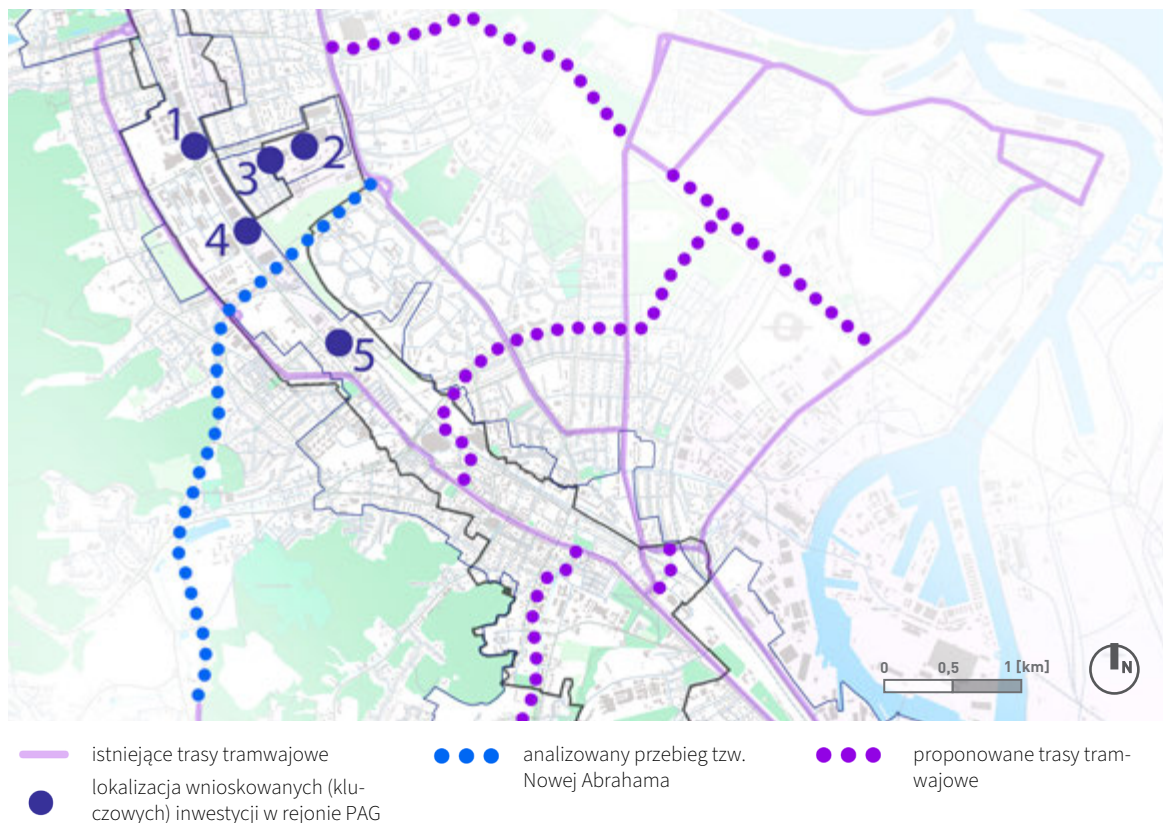 1
2
3
4
5
0
0,5
1 [km]
N
istniejące trasy tramwajowe
lokalizacja wnioskowanych (klu-
czowych) inwestycji w rejonie PAG
analizowany przebieg tzw.
Nowej Abrahama
proponowane trasy tram-
wajowe